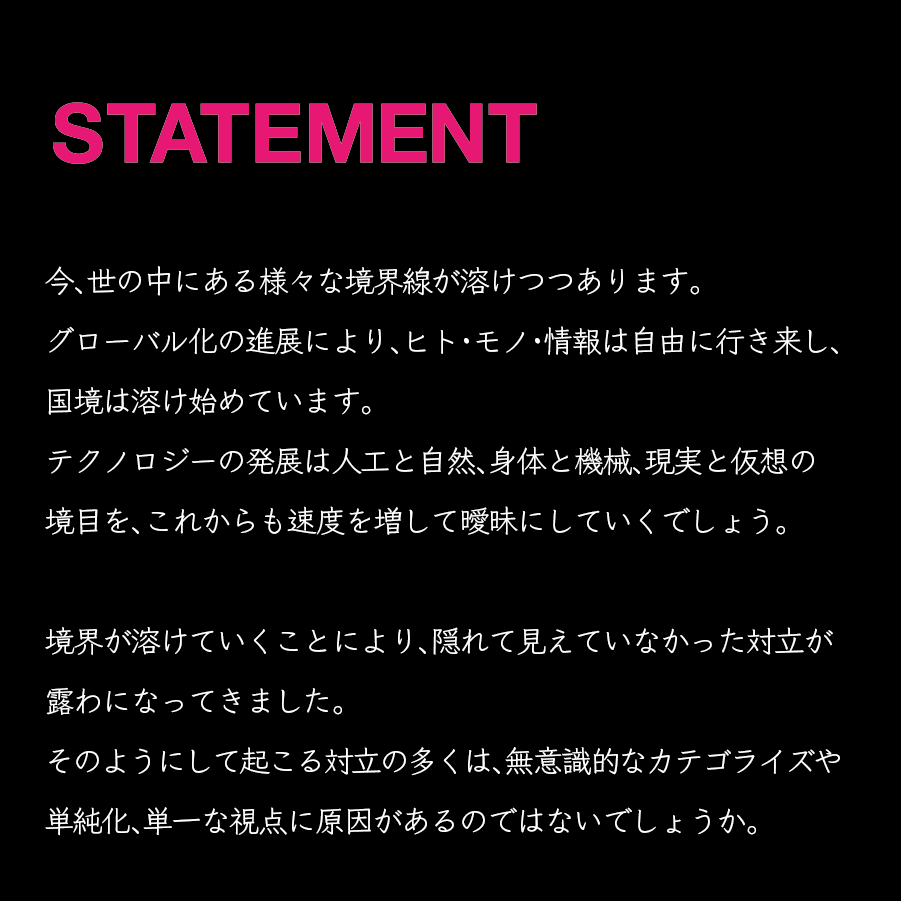 STATEMENT
今、世の中にある様々な境界線が溶けつつあります。
グローバル化の進展により、ヒト・モノ・情報は自由に行き来し、
国境は溶け始めています。
テクノロジーの発展は人工と自然、身体と機械、現実と仮想の
境目を、これからも速度を増して曖昧にしていくでしょう。
境界が溶けていくことにより、隠れて見えていなかった対立が
露わになってきました。
そのようにして起こる対立の多くは、無意識的なカテゴライズや
単純化、単一な視点に原因があるのではないでしょうか。